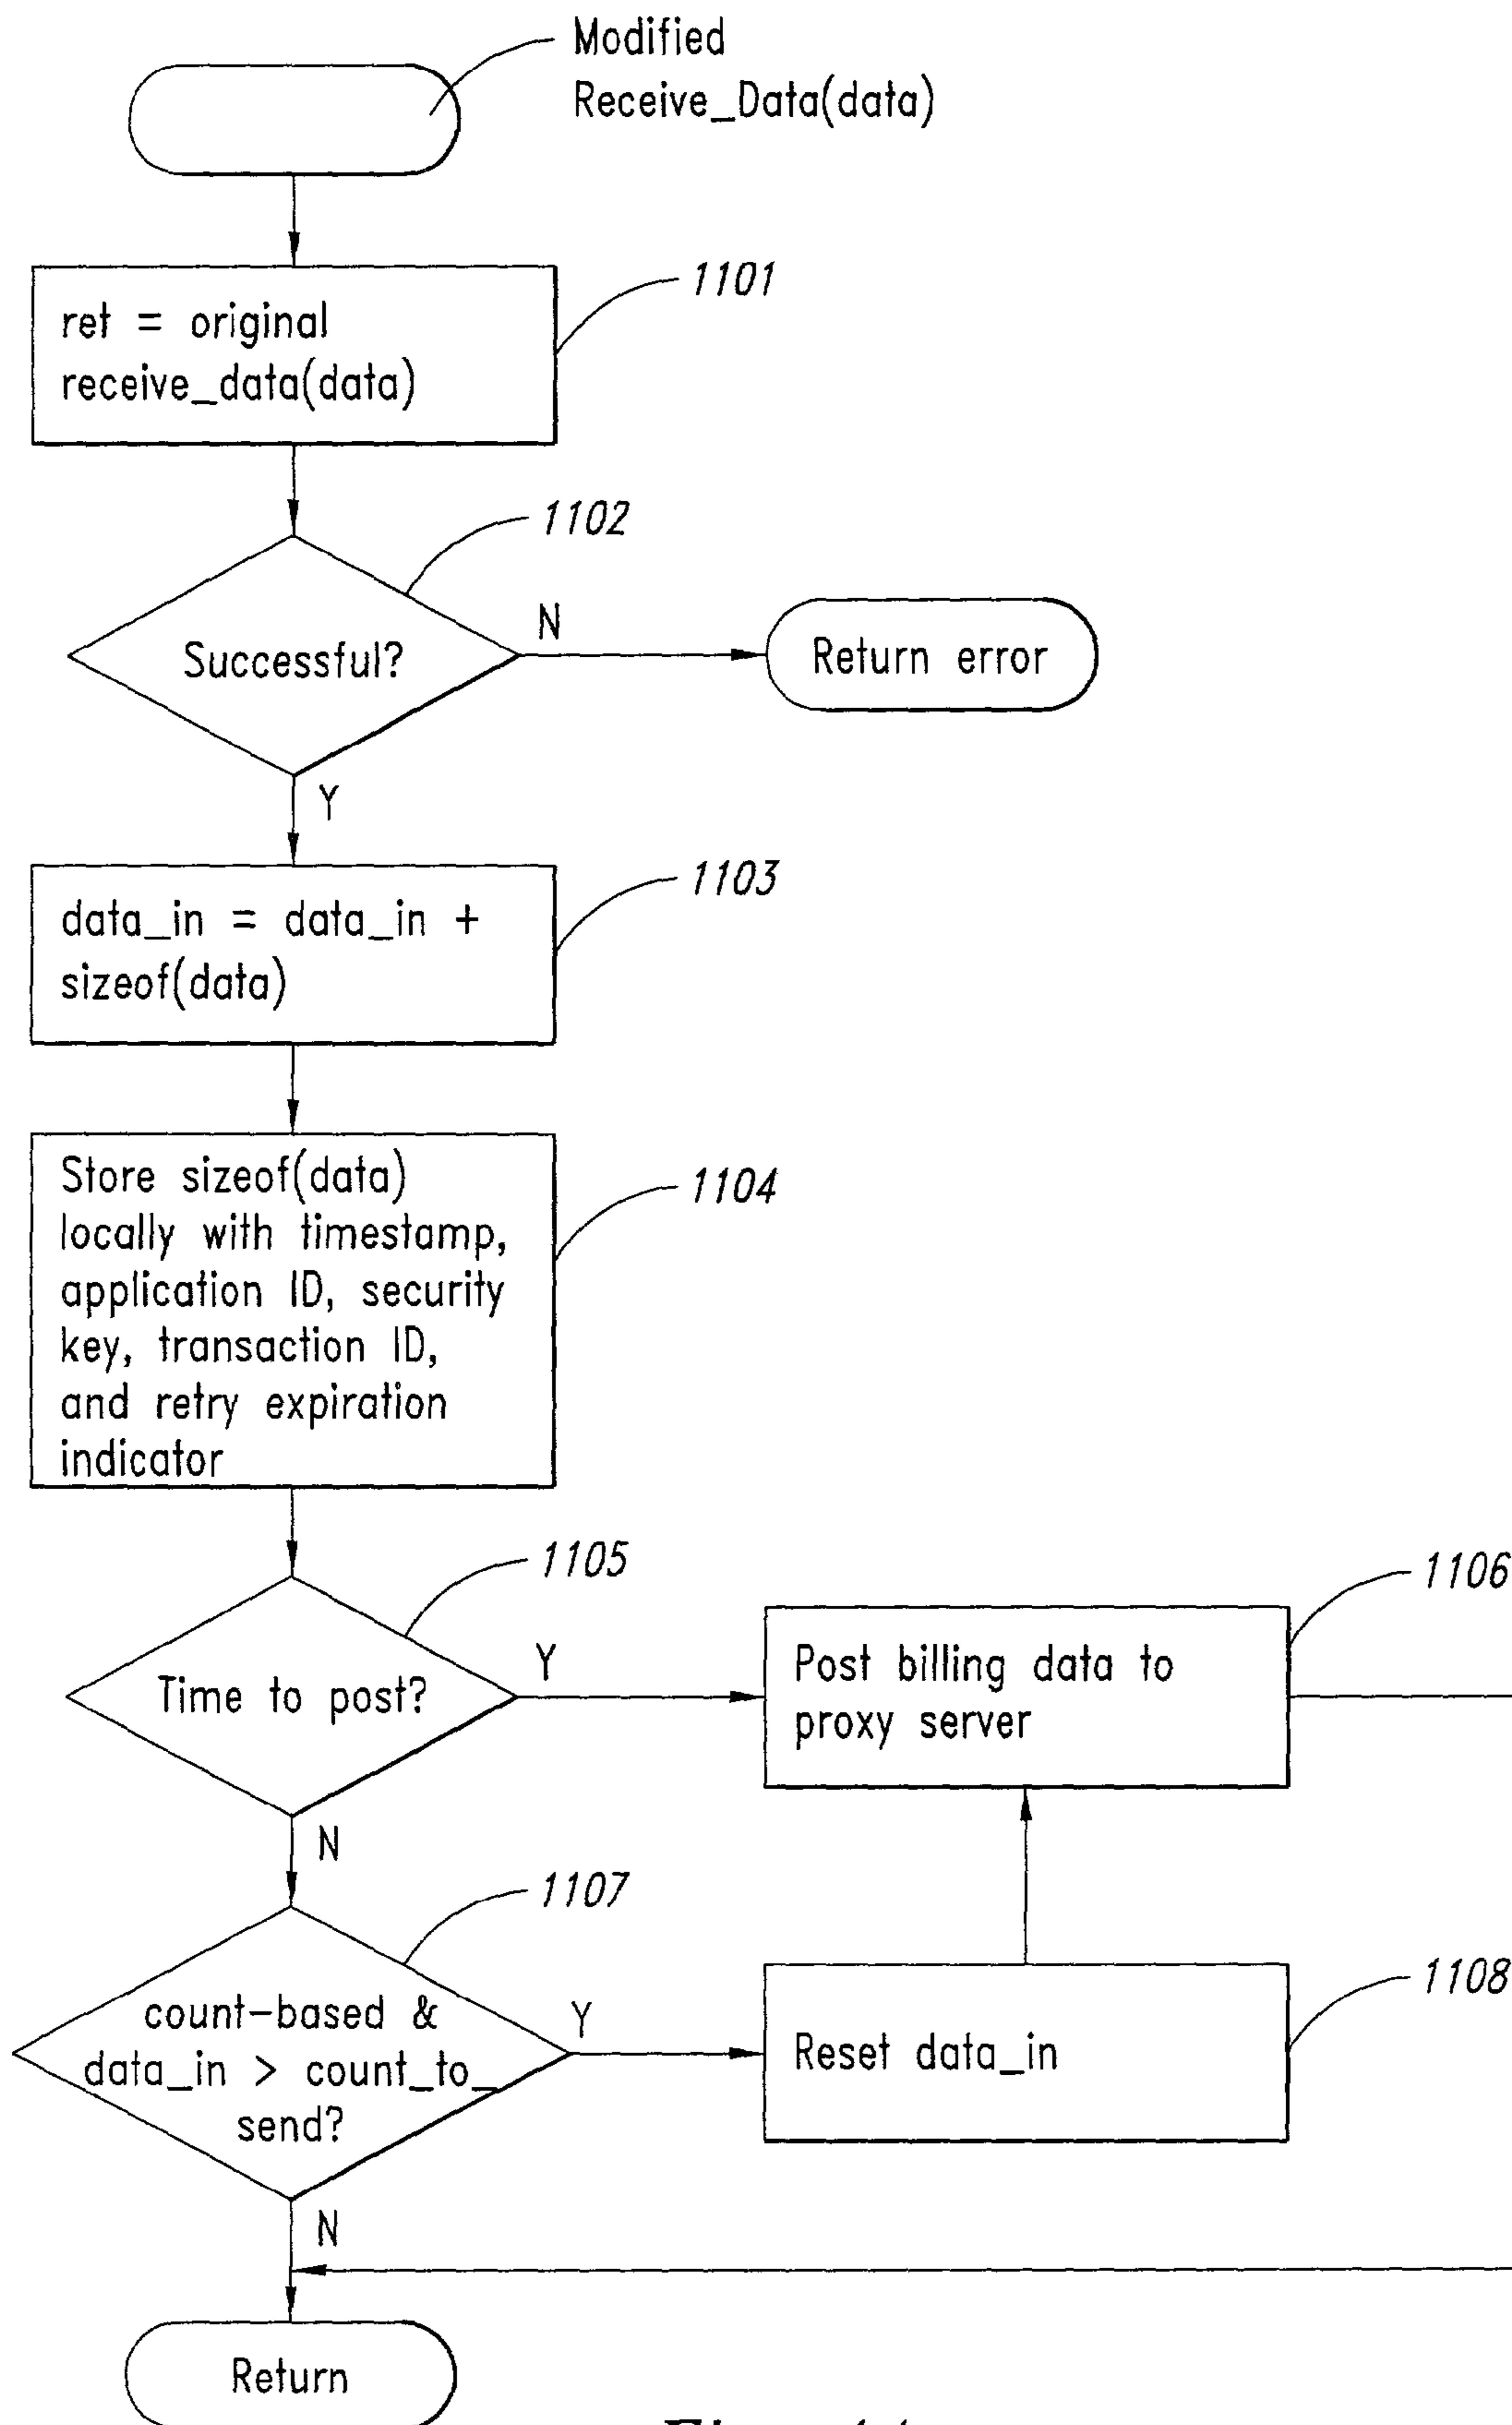 Modified
Receive_Data(data)
1101
ret = original
receive_data(data)
1102
Successful?
N
Return error
Y
1103
data_in = data_in +
sizeof(data)
1104
Store sizeof(data)
locally with timestamp,
application ID, security
key, transaction ID,
and retry expiration
indicator
1105
Time to post?
Y
1106
Post billing data to
proxy server
N
1107
count-based &
data_in > count_to_
send?
Y
1108
Reset data_in
N
Return